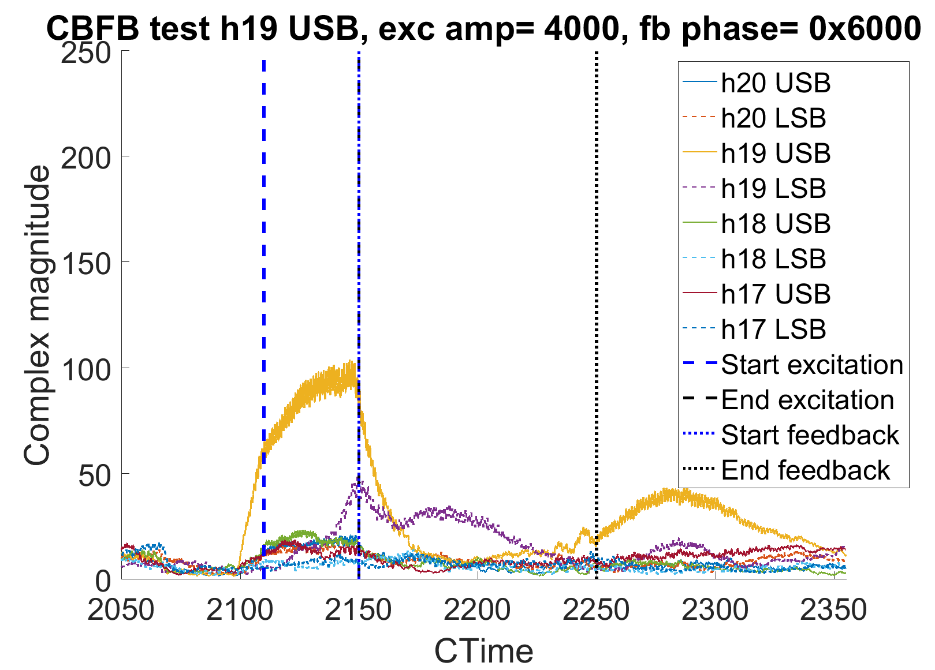 CBFB test h19 USB, exc amp= 4000, fb phase= 0x6000
250
200
150
100
50
0
Complex magnitude
2050
2100
2150
2200
2250
2300
2350
CTime
h20 USB
h20 LSB
h19 USB
h19 LSB
h18 USB
h18 LSB
h17 USB
h17 LSB
Start excitation
End excitation
Start feedback
End feedback